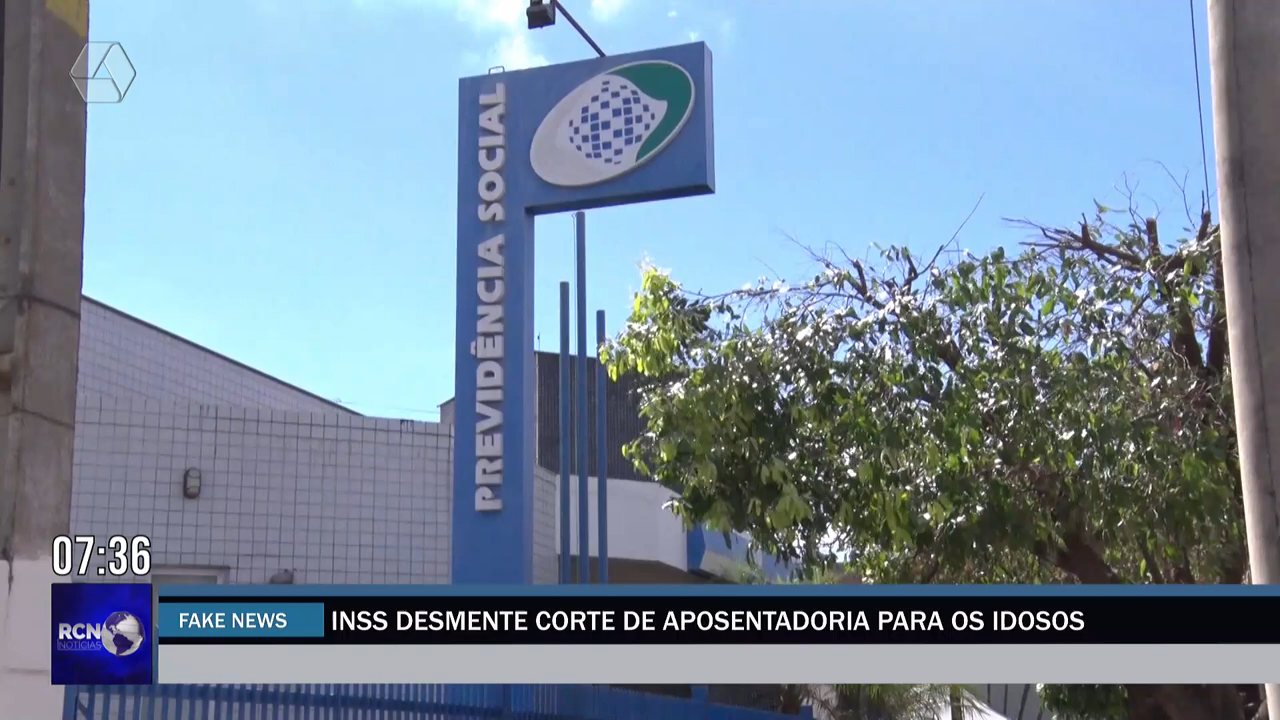 PREVIDÊNCIA SOCIAL
07:36
RCN
NOTÍCIAS
FAKE NEWS
INSS DESMENTE CORTE DE APOSENTADORIA PARA OS IDOSOS